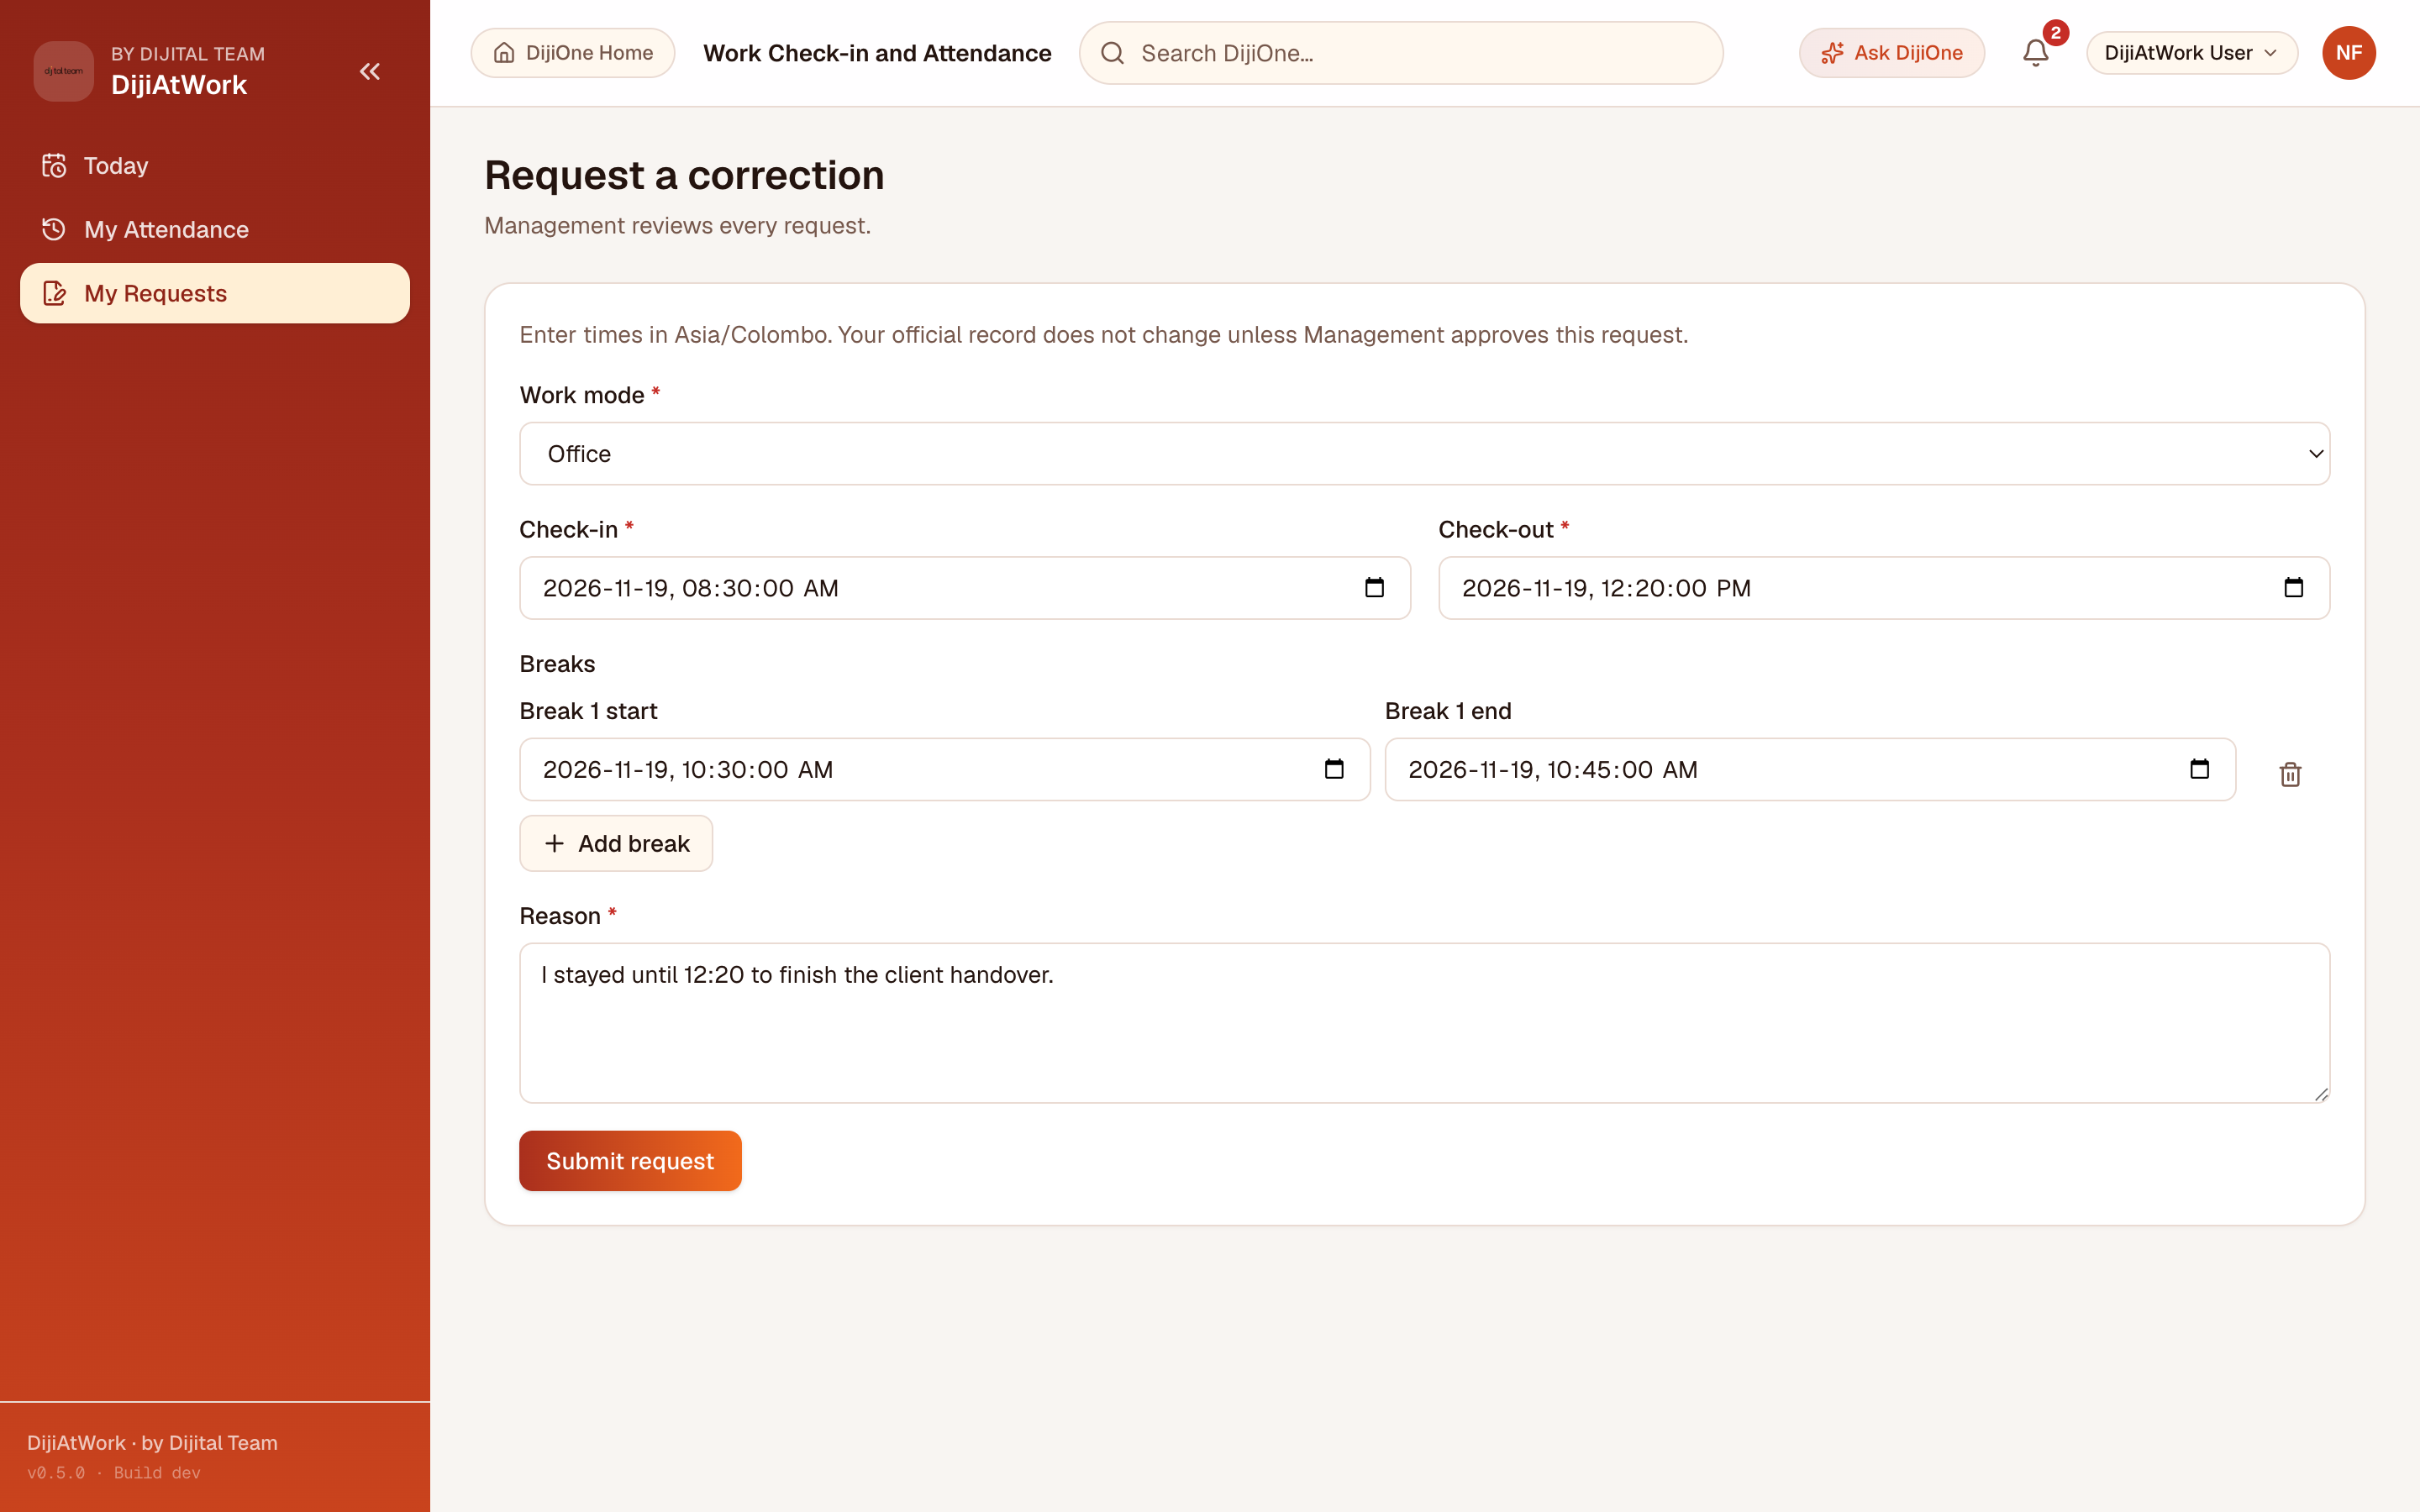 dijital team
BY DIJITAL TEAM
DijiAtWork
Today
My Attendance
My Requests
DijiAtWork · by Dijital Team
v0.5.0 · Build dev
DijiOne Home
Work Check-in and Attendance
Search DijiOne...
Ask DijiOne
2
DijiAtWork User
NF
Request a correction
Management reviews every request.
Enter times in Asia/Colombo. Your official record does not change unless Management approves this request.
Work mode *
Office
Check-in *
Check-out *
2026-11-19, 08:30:00 AM
2026-11-19, 12:20:00 PM
Breaks
Break 1 start
Break 1 end
2026-11-19, 10:30:00 AM
2026-11-19, 10:45:00 AM
Add break
Reason *
I stayed until 12:20 to finish the client handover.
Submit request